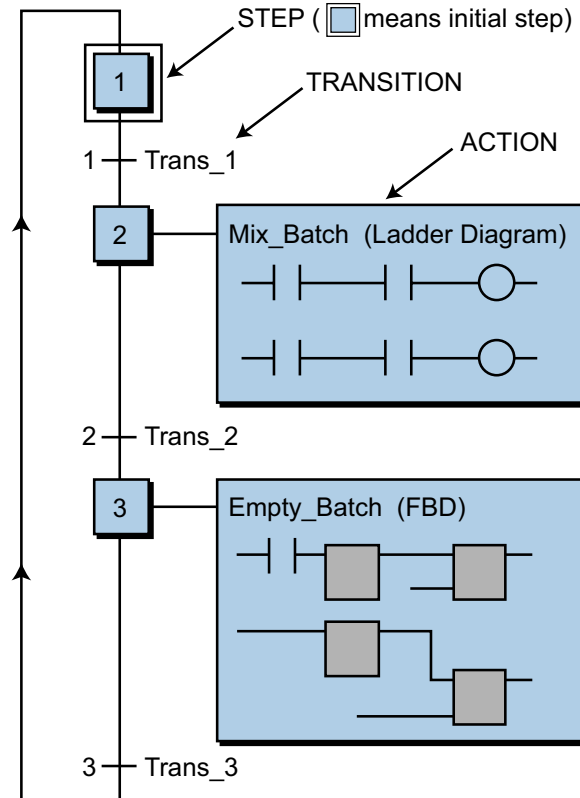 STEP ( means initial step)
1
TRANSITION
1 Trans_1
ACTION
2
Mix_Batch (Ladder Diagram)
2 Trans_2
3
Empty_Batch (FBD)
3 Trans_3